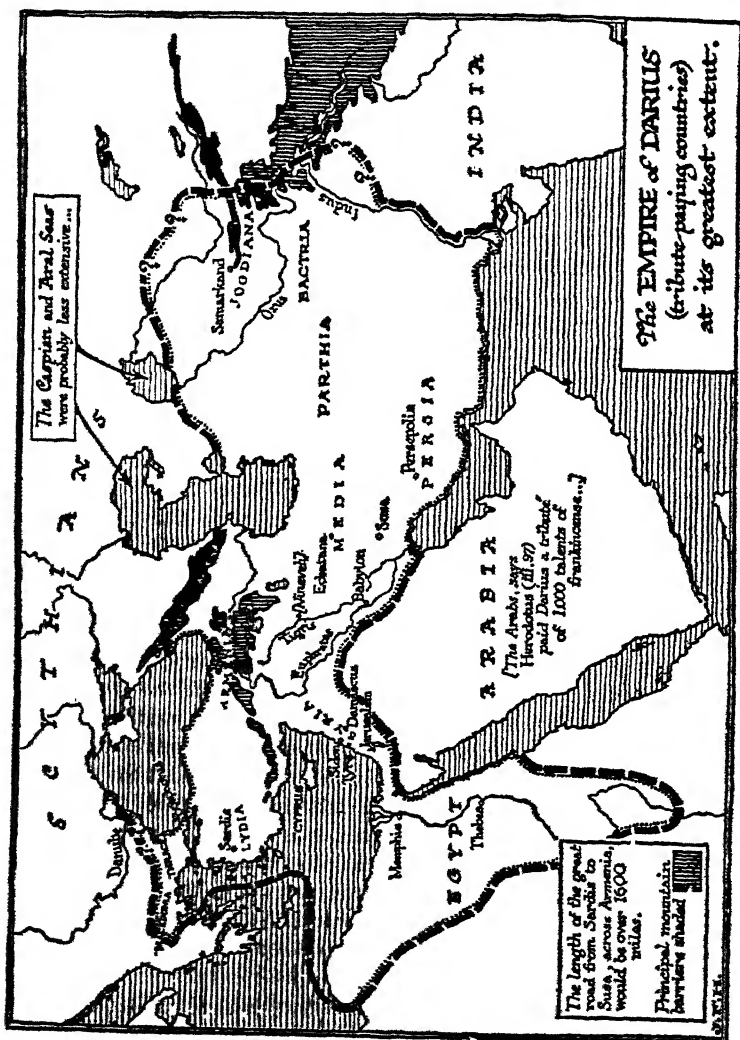 The EMPIRE of DARIUS
(tribute-paying countries)
at its greatest extent.
The Caspian and Aral Seas
were probably less extensive...
S C Y T H I A N S
Danube
Sardis
LYDIA
CYPRUS
Sidon
Tyre
Damascus
Jerusalem
Memphis
EGYPT
Thebes
(Nineveh)
Ecbatana
MEDIA
Babylon
Susa
Persepolis
PERSIA
PARTHIA
BACTRIA
Samarkand
Oxus
Indus
INDIA
ARABIA
[The Arabs, says
Herodotus (III.97)
paid Darius a tribute
of 1000 talents of
frankincense...]
The length of the great
road from Sardis to
Susa, across Armenia,
would be over 1600
miles.
Principal mountain
barriers shaded
J.F.H.